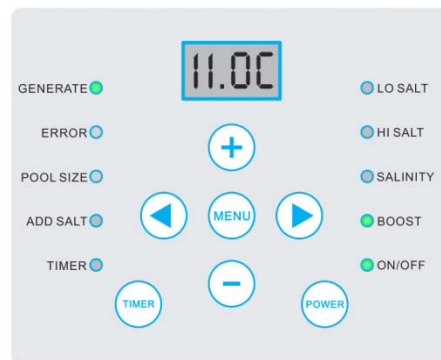 11.0C
GENERATE
LO SALT
ERROR
+
HI SALT
POOL SIZE
SALINITY
ADD SALT
MENU
BOOST
TIMER
−
ON/OFF
TIMER
POWER